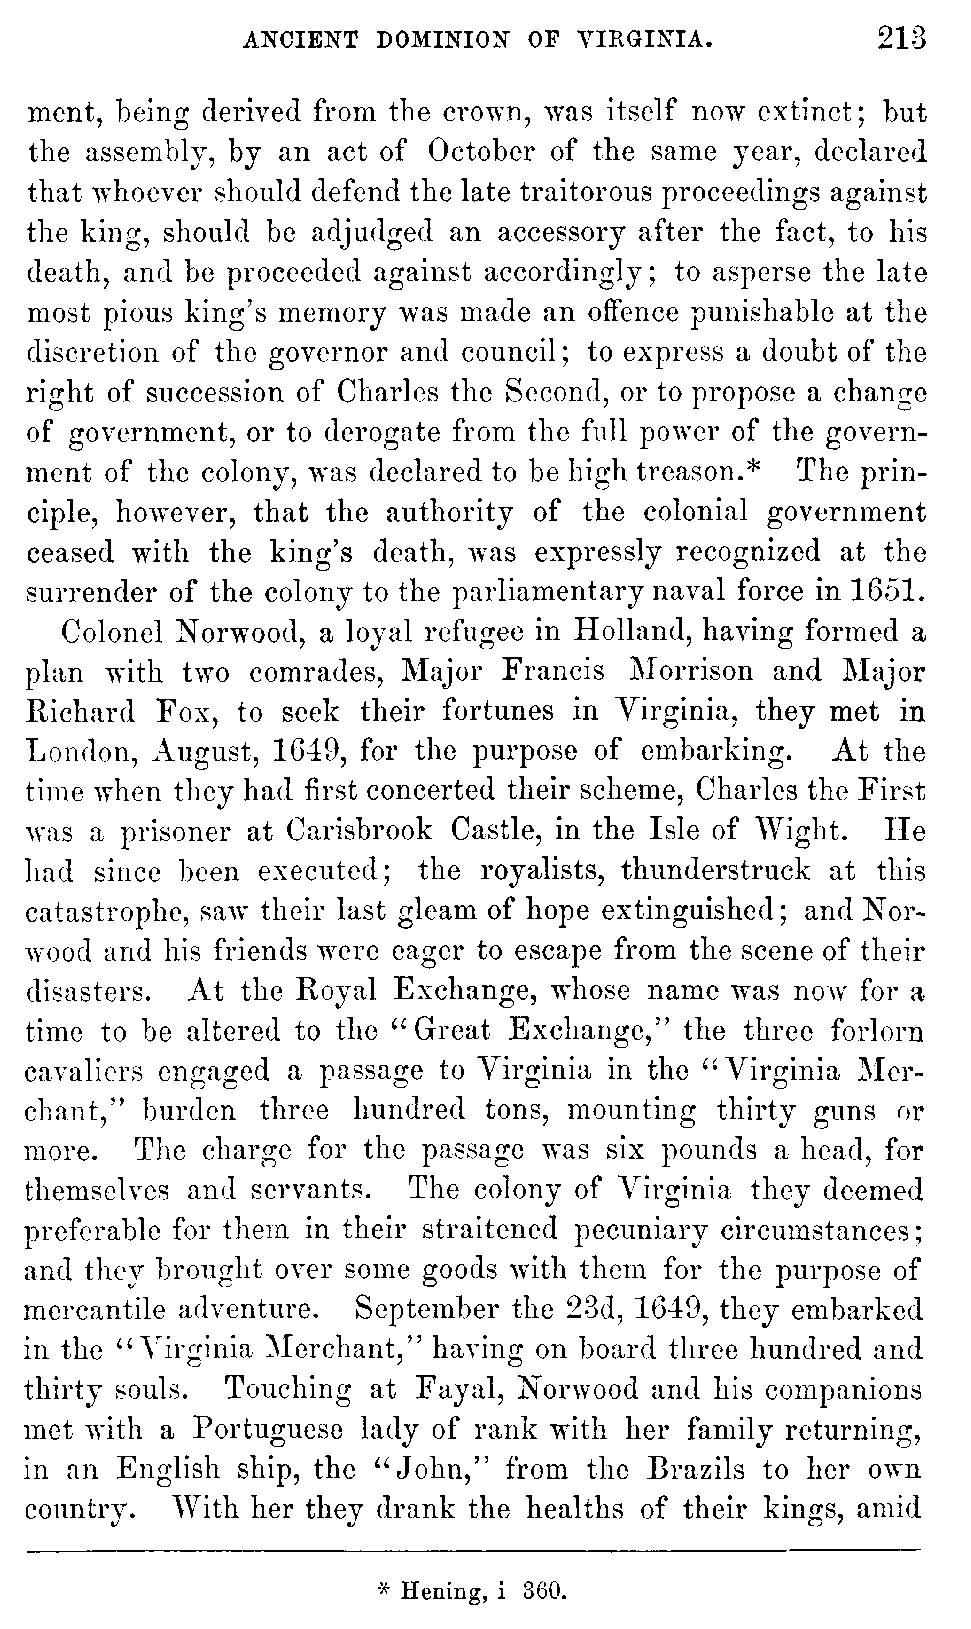 ANCIENT DOMINION OF VIRGINIA. 213
ment, being derived from the crown, was itself now extinct; but
the assembly, by an act of October of the same year, declared
that whoever should defend the late traitorous proceedings against
the king, should be adjudged an accessory after the fact, to his
death, and be proceeded against accordingly; to asperse the late
most pious king's memory was made an offence punishable at the
discretion of the governor and council; to express a doubt of the
right of succession of Charles the Second, or to propose a change
of government, or to derogate from the full power of the govern-
ment of the colony, was declared to be high treason.* The prin-
ciple, however, that the authority of the colonial government
ceased with the king's death, was expressly recognized at the
surrender of the colony to the parliamentary naval force in 1651.
Colonel Norwood, a loyal refugee in Holland, having formed a
plan with two comrades, Major Francis Morrison and Major
Richard Fox, to seek their fortunes in Virginia, they met in
London, August, 1649, for the purpose of embarking. At the
time when they had first concerted their scheme, Charles the First
was a prisoner at Carisbrook Castle, in the Isle of Wight. He
had since been executed; the royalists, thunderstruck at this
catastrophe, saw their last gleam of hope extinguished; and Nor-
wood and his friends were eager to escape from the scene of their
disasters. At the Royal Exchange, whose name was now for a
time to be altered to the "Great Exchange," the three forlorn
cavaliers engaged a passage to Virginia in the "Virginia Mer-
chant," burden three hundred tons, mounting thirty guns or
more. The charge for the passage was six pounds a head, for
themselves and servants. The colony of Virginia they deemed
preferable for them in their straitened pecuniary circumstances;
and they brought over some goods with them for the purpose of
mercantile adventure. September the 23d, 1649, they embarked
in the "Virginia Merchant," having on board three hundred and
thirty souls. Touching at Fayal, Norwood and his companions
met with a Portuguese lady of rank with her family returning,
in an English ship, the "John," from the Brazils to her own
country. With her they drank the healths of their kings, amid
* Hening, i 360.